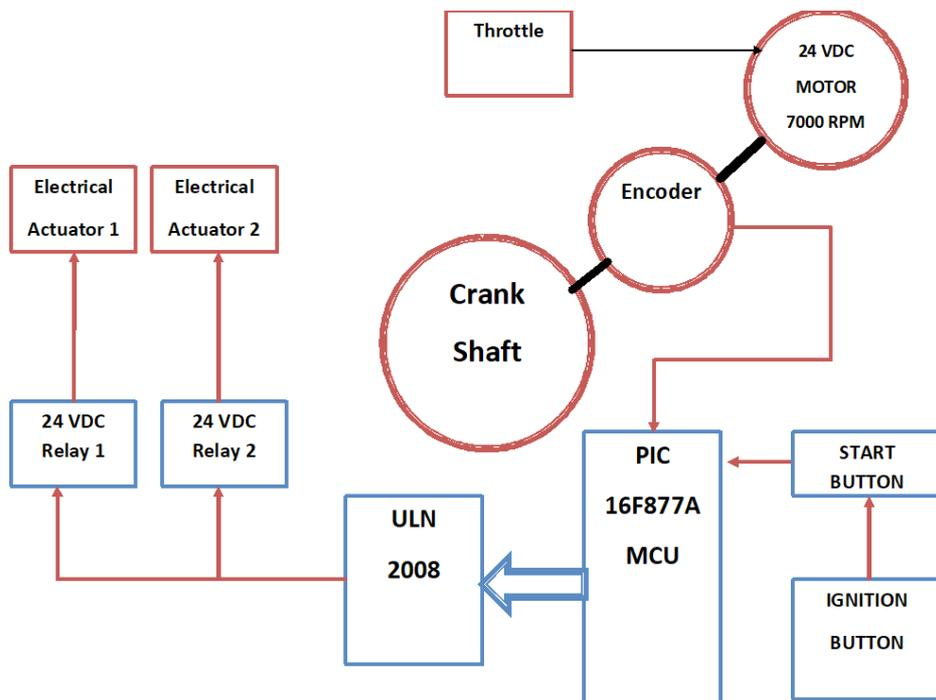 Throttle
24 VDC
MOTOR
7000 RPM
Electrical
Actuator 1
Electrical
Actuator 2
Encoder
Crank
Shaft
24 VDC
Relay 1
24 VDC
Relay 2
ULN
2008
PIC
16F877A
MCU
START
BUTTON
IGNITION
BUTTON